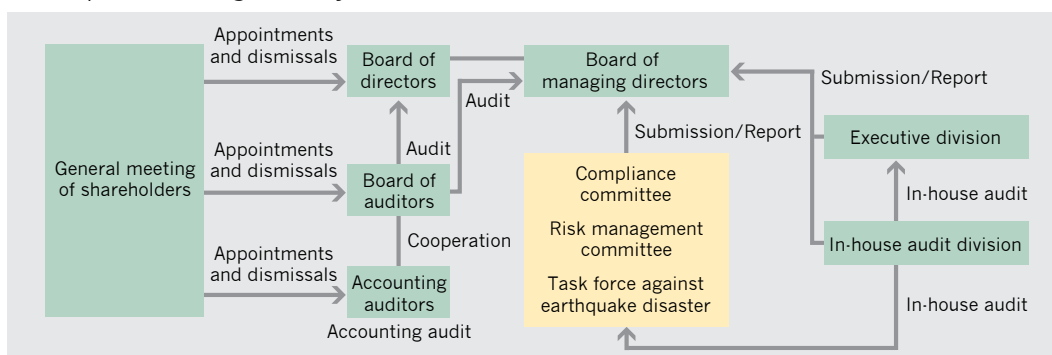 Appointments
and dismissals
Board of
directors
Board of
managing directors
Submission/Report
Audit
Submission/Report
Executive division
Audit
General meeting
of shareholders
Appointments
and dismissals
Board of
auditors
Compliance
committee
In-house audit
Risk management
committee
Cooperation
In-house audit division
Appointments
and dismissals
Accounting
auditors
Task force against
earthquake disaster
In-house audit
Accounting audit